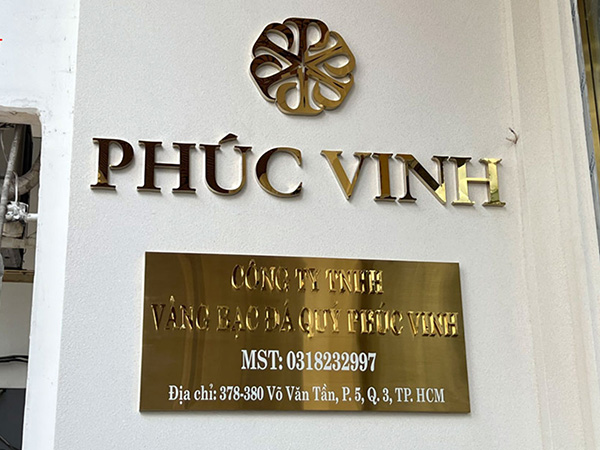 PHÚC VINH
CÔNG TY TNHH
VÀNG BẠC ĐÁ QUÝ PHÚC VINH
MST: 0318232997
Địa chỉ: 378-380 Võ Văn Tần, P. 5, Q. 3, TP. HCM